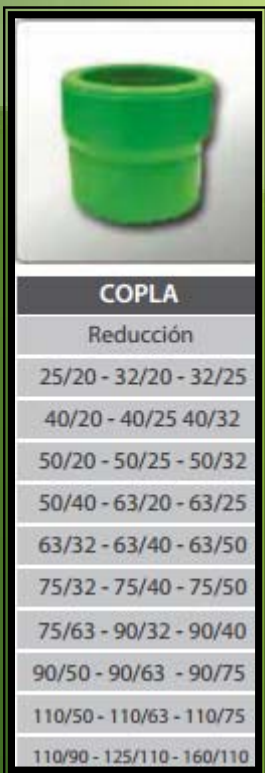 COPLA
Reducción
25/20 - 32/20 - 32/25
40/20 - 40/25 40/32
50/20 - 50/25 - 50/32
50/40 - 63/20 - 63/25
63/32 - 63/40 - 63/50
75/32 - 75/40 - 75/50
75/63 - 90/32 - 90/40
90/50 - 90/63 - 90/75
110/50 - 110/63 - 110/75
110/90 - 125/110 - 160/110